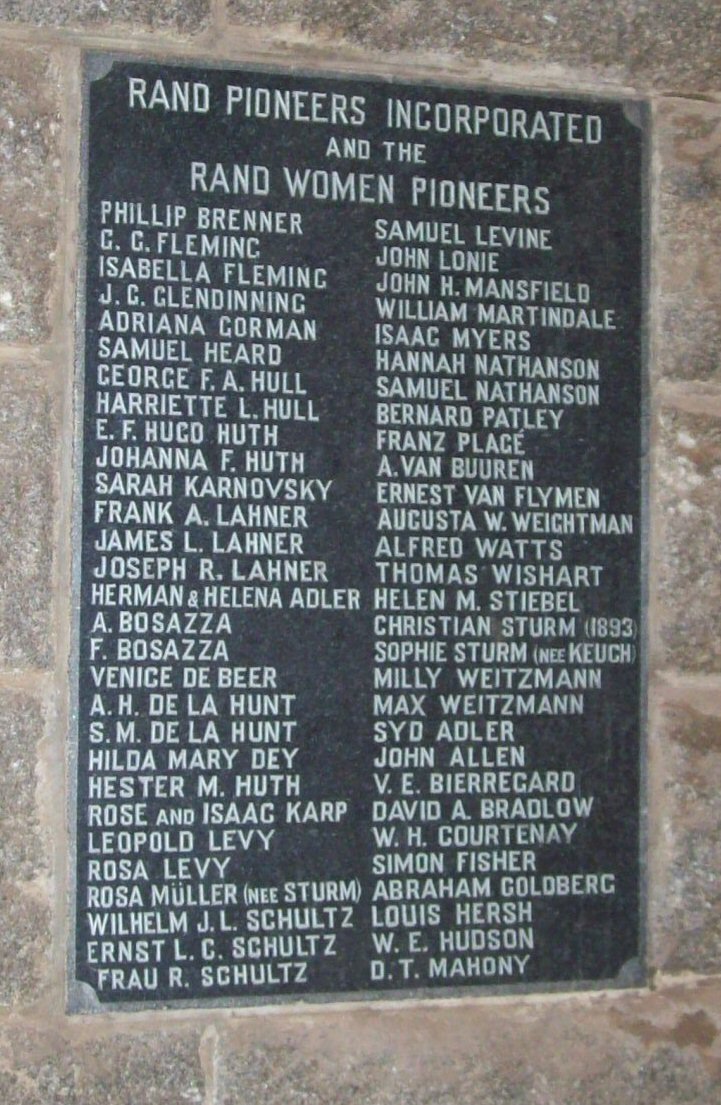 RAND PIONEERS INCORPORATED
AND THE
RAND WOMEN PIONEERS
PHILLIP BRENNER
G. G. FLEMING
ISABELLA FLEMING
J. G. GLENDINNING
ADRIANA GORMAN
SAMUEL HEARD
GEORGE F. A. HULL
HARRIETTE L. HULL
E. F. HUGO HUTH
JOHANNA F. HUTH
SARAH KARNOVSKY
FRANK A. LAHNER
JAMES L. LAHNER
JOSEPH R. LAHNER
HERMAN & HELENA ADLER
A. BOSAZZA
F. BOSAZZA
VENICE DE BEER
A. H. DE LA HUNT
S. M. DE LA HUNT
HILDA MARY DEY
HESTER M. HUTH
ROSE AND ISAAC KARP
LEOPOLD LEVY
ROSA LEVY
ROSA MÜLLER (NEE STURM)
WILHELM J. L. SCHULTZ
ERNST L. C. SCHULTZ
FRAU R. SCHULTZ
SAMUEL LEVINE
JOHN LONIE
JOHN H. MANSFIELD
WILLIAM MARTINDALE
ISAAC MYERS
HANNAH NATHANSON
SAMUEL NATHANSON
BERNARD PATLEY
FRANZ PLAGÉ
A. VAN BUUREN
ERNEST VAN FLYMEN
AUGUSTA W. WEIGHTMAN
ALFRED WATTS
THOMAS WISHART
HELEN M. STIEBEL
CHRISTIAN STURM (1893)
SOPHIE STURM (NEE KEUCH)
MILLY WEITZMANN
MAX WEITZMANN
SYD ADLER
JOHN ALLEN
V. E. BIERREGARD
DAVID A. BRADLOW
W. H. COURTENAY
SIMON FISHER
ABRAHAM GOLDBERG
LOUIS HERSH
W. E. HUDSON
D. T. MAHONY